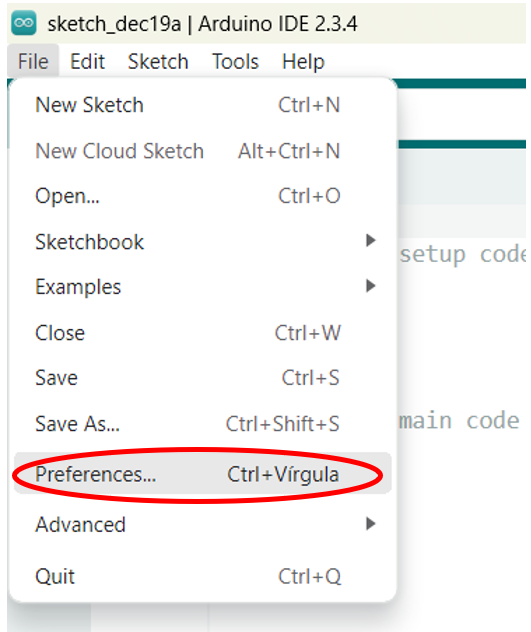 sketch_dec19a | Arduino IDE 2.3.4
File Edit Sketch Tools Help
New Sketch Ctrl+N
New Cloud Sketch Alt+Ctrl+N
Open... Ctrl+O
Sketchbook
Examples
Close Ctrl+W
Save Ctrl+S
Save As... Ctrl+Shift+S
Preferences... Ctrl+Vírgula
Advanced
Quit Ctrl+Q
setup code
main code